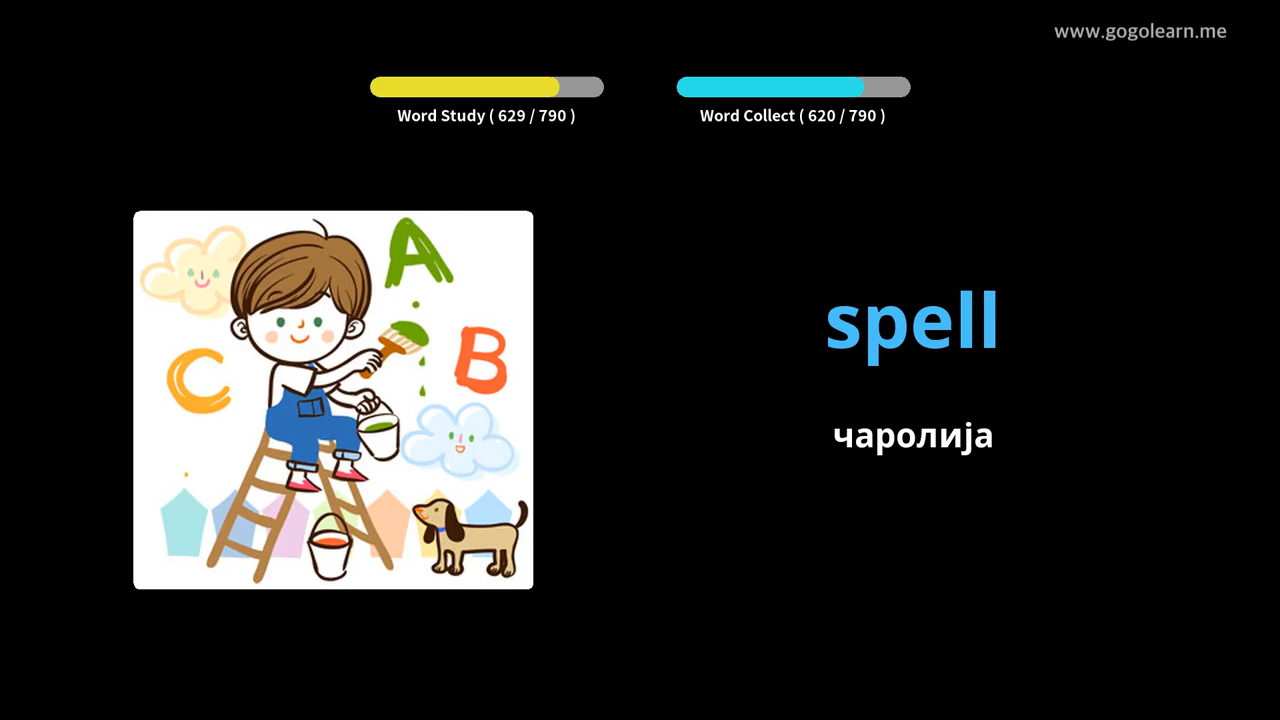 www.gogolearn.me
Word Study ( 629 / 790 )
Word Collect ( 620 / 790 )
A
B
C
spell
чаролија